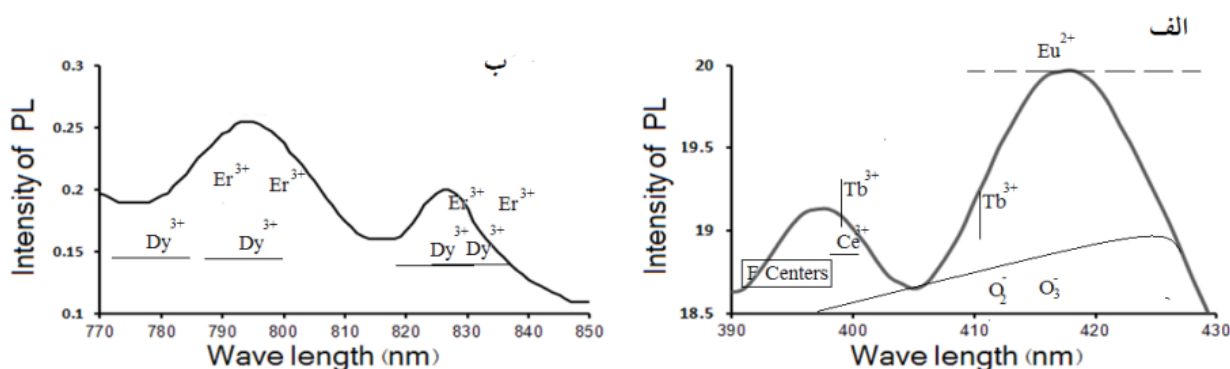 ب
Intensity of PL
0.3
0.25
0.2
0.15
0.1
Er3+ Er3+ Er3+ Er3+
Dy3+ Dy3+ Dy3+ Dy3+
770 780 790 800 810 820 830 840 850
Wave length (nm)
الف
Eu2+
Intensity of PL
20
19.5
19
18.5
Tb3+ Tb3+
Ce3+
F Centers
O2- O3-
390 400 410 420 430
Wave length (nm)